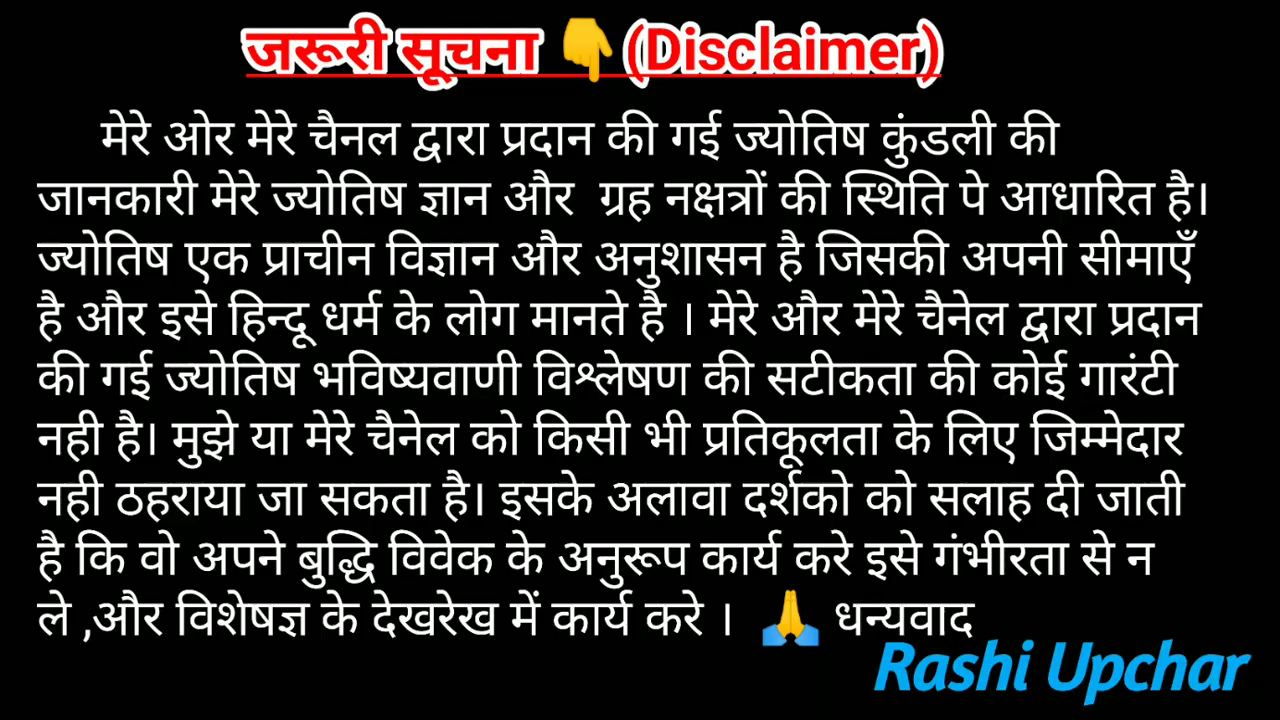 जरूरी सूचना 👇 (Disclaimer)
मेरे ओर मेरे चैनल द्वारा प्रदान की गई ज्योतिष कुंडली की
जानकारी मेरे ज्योतिष ज्ञान और ग्रह नक्षत्रों की स्थिति पे आधारित है।
ज्योतिष एक प्राचीन विज्ञान और अनुशासन है जिसकी अपनी सीमाएँ
है और इसे हिन्दू धर्म के लोग मानते है । मेरे और मेरे चैनेल द्वारा प्रदान
की गई ज्योतिष भविष्यवाणी विश्लेषण की सटीकता की कोई गारंटी
नही है। मुझे या मेरे चैनेल को किसी भी प्रतिकूलता के लिए जिम्मेदार
नही ठहराया जा सकता है। इसके अलावा दर्शको को सलाह दी जाती
है कि वो अपने बुद्धि विवेक के अनुरूप कार्य करे इसे गंभीरता से न
ले ,और विशेषज्ञ के देखरेख में कार्य करे । 🙏 धन्यवाद
Rashi Upchar